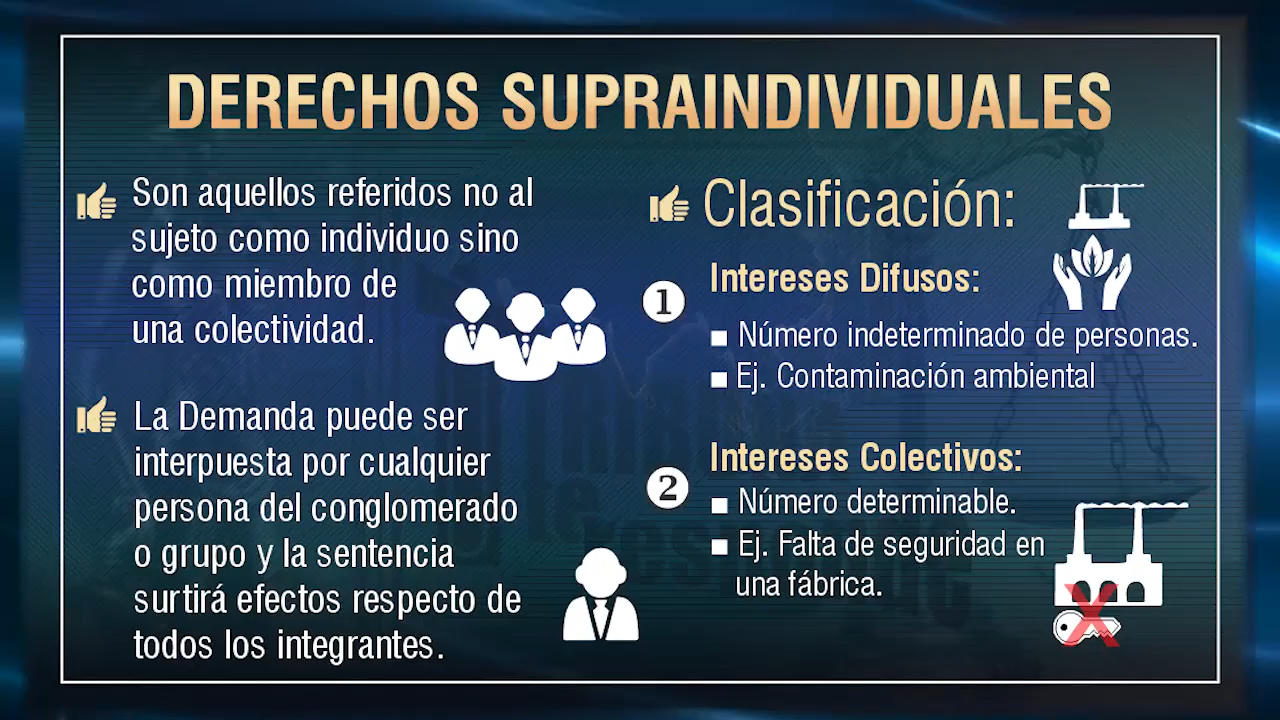 DERECHOS SUPRAINDIVIDUALES
Son aquellos referidos no al
sujeto como individuo sino
como miembro de
una colectividad.
La Demanda puede ser
interpuesta por cualquier
persona del conglomerado
o grupo y la sentencia
surtirá efectos respecto de
todos los integrantes.
Clasificación:
1
Intereses Difusos:
▪ Número indeterminado de personas.
▪ Ej. Contaminación ambiental
2
Intereses Colectivos:
▪ Número determinable.
▪ Ej. Falta de seguridad en
una fábrica.